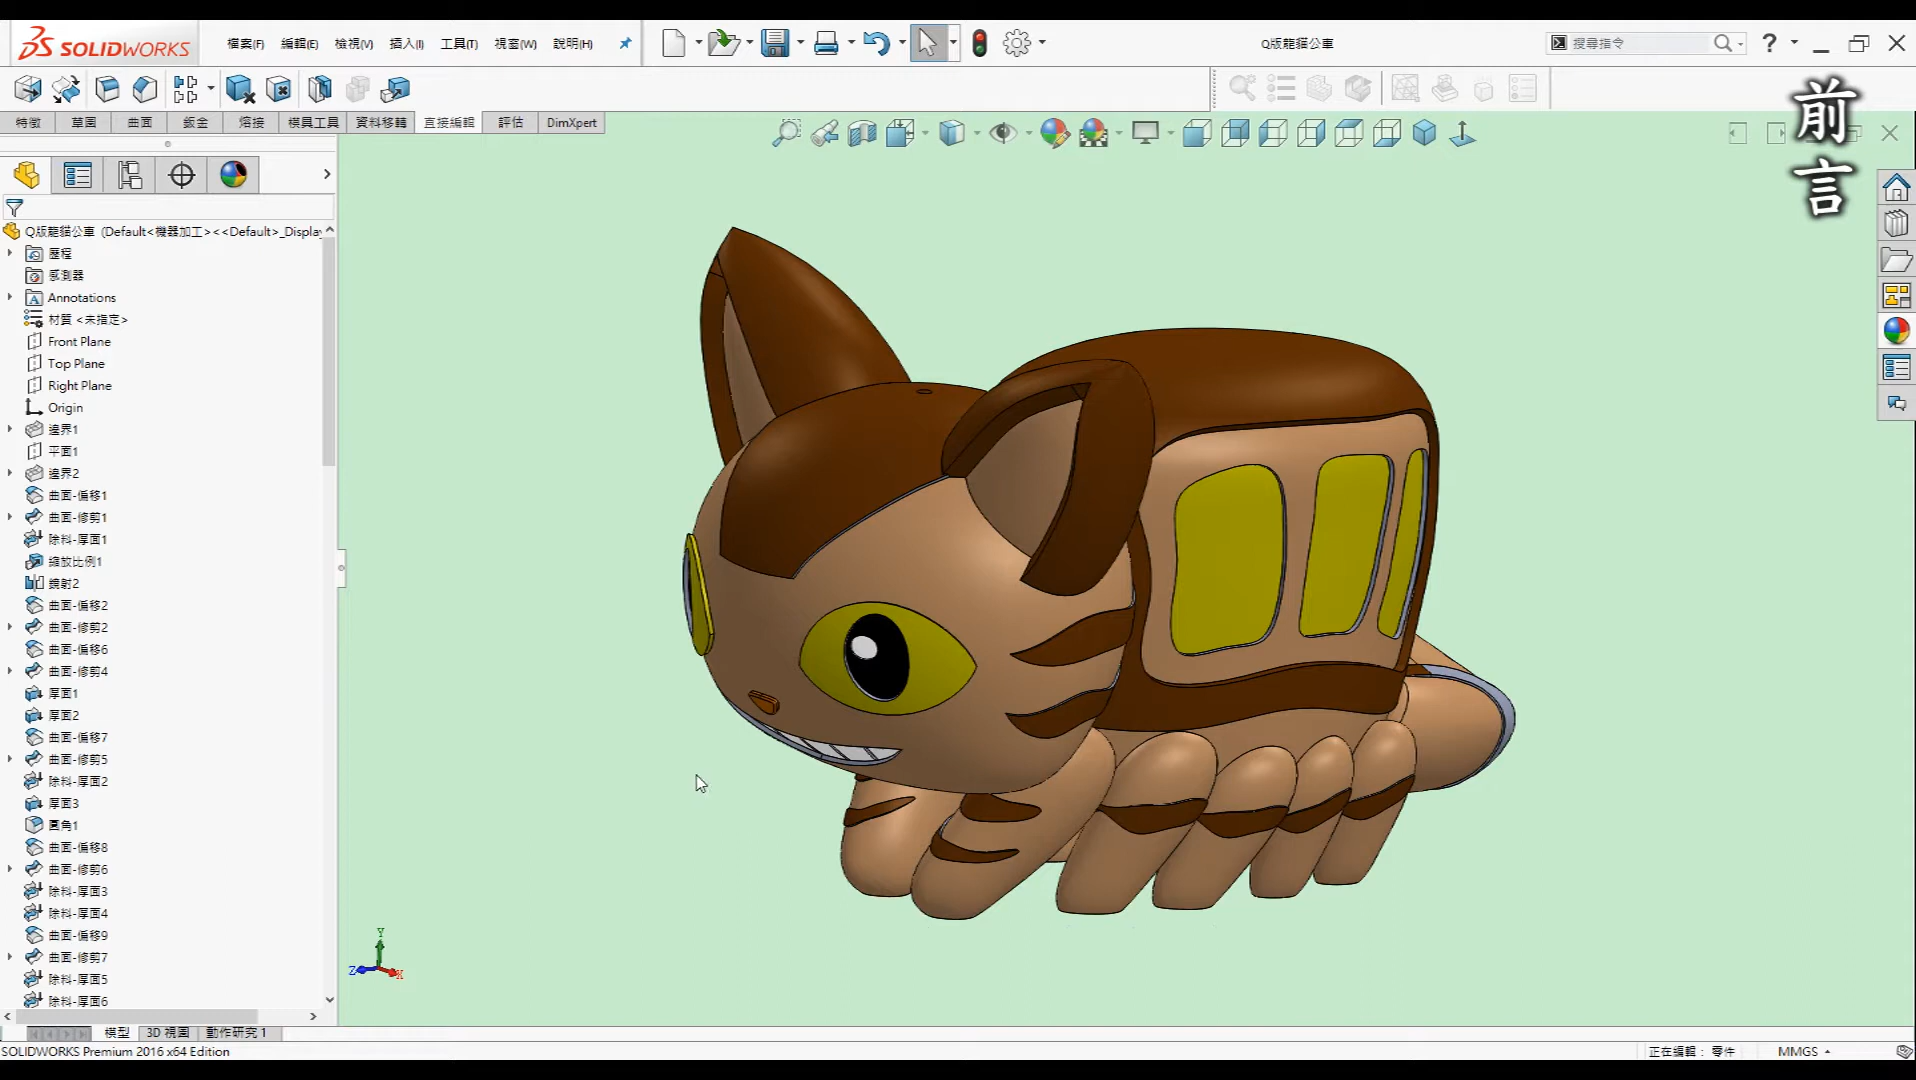 SOLIDWORKS
檔案(F) 編輯(E) 檢視(V) 插入(I) 工具(T) 視窗(W) 說明(H)
Q版龍貓公車
搜尋指令
特徵 草圖 曲面 鈑金 熔接 模具工具 資料移轉 直接編輯 評估 DimXpert
前言
Q版龍貓公車 (Default<機器加工><<Default>_Display
歷程
感測器
Annotations
材質 <未指定>
Front Plane
Top Plane
Right Plane
Origin
邊界1
平面1
邊界2
曲面-偏移1
曲面-修剪1
除料-厚面1
縮放比例1
鏡射2
曲面-偏移2
曲面-修剪2
曲面-偏移6
曲面-修剪4
厚面1
厚面2
曲面-偏移7
曲面-修剪5
除料-厚面2
厚面3
圓角1
曲面-偏移8
曲面-修剪6
除料-厚面3
除料-厚面4
曲面-偏移9
曲面-修剪7
除料-厚面5
除料-厚面6
Y
Z
X
模型 3D 視圖 動作研究 1
SOLIDWORKS Premium 2016 x64 Edition
正在編輯： 零件
MMGS